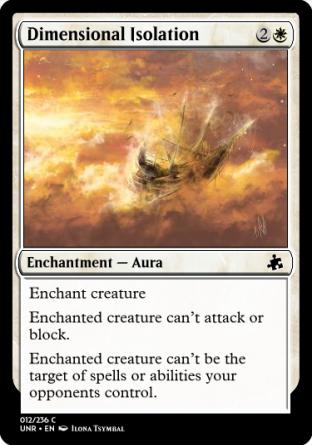 Dimensional Isolation 2
Enchantment — Aura
Enchant creature
Enchanted creature can't attack or
block.
Enchanted creature can't be the
target of spells or abilities your
opponents control.
012/236 C
UNR • EN Ilona Tsymbal